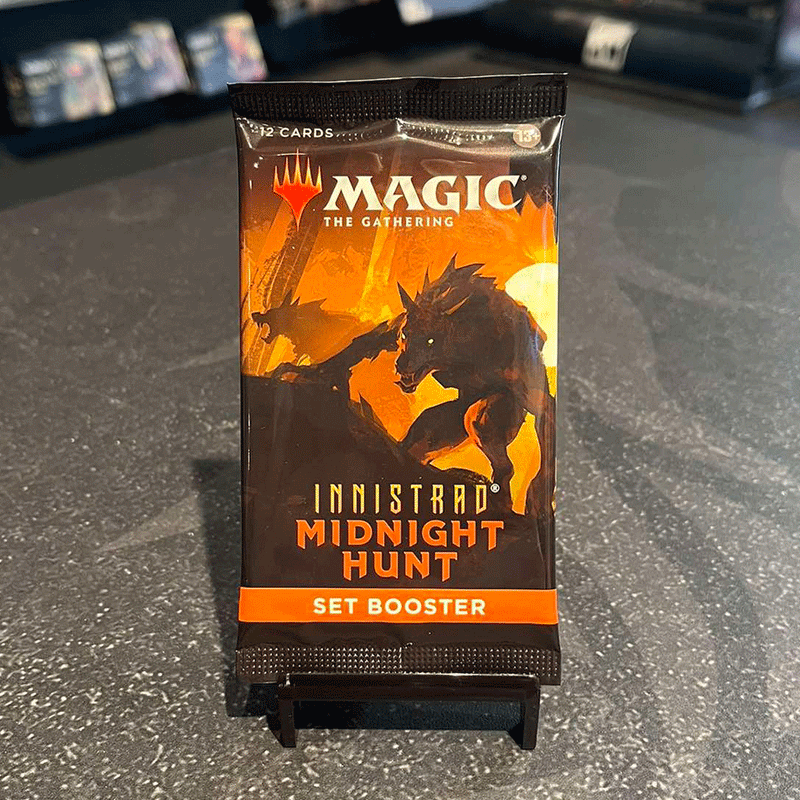 12 CARDS
13+
MAGIC®
THE GATHERING
INNISTRAD®
MIDNIGHT
HUNT
SET BOOSTER